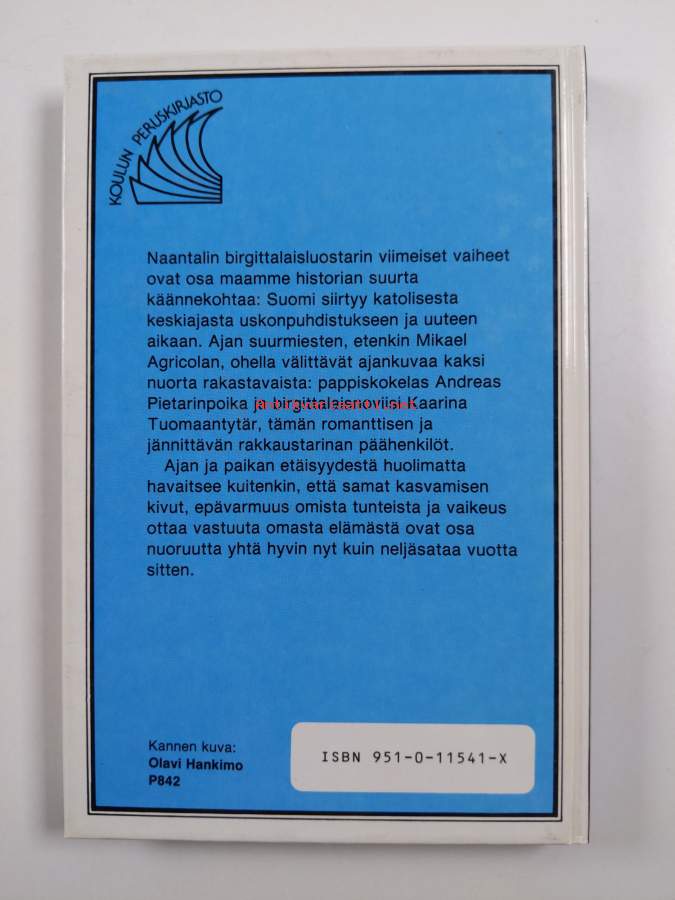 KOULUN PERUSKIRJASTO
Naantalin birgittalaisluostarin viimeiset vaiheet
ovat osa maamme historian suurta
käännekohtaa: Suomi siirtyy katolisesta
keskiajasta uskonpuhdistukseen ja uuteen
aikaan. Ajan suurmiesten, etenkin Mikael
Agricolan, ohella välittävät ajankuvaa kaksi
nuorta rakastavaista: pappiskokelas Andreas
Pietarinpoika ja birgittalaisnoviisi Kaarina
Tuomaantytär, tämän romanttisen ja
jännittävän rakkaustarinan päähenkilöt.
Ajan ja paikan etäisyydestä huolimatta
havaitsee kuitenkin, että samat kasvamisen
kivut, epävarmuus omista tunteista ja vaikeus
ottaa vastuuta omasta elämästä ovat osa
nuoruutta yhtä hyvin nyt kuin neljäsataa vuotta
sitten.
Kannen kuva:
Olavi Hankimo
P842
ISBN 951-0-11541-X